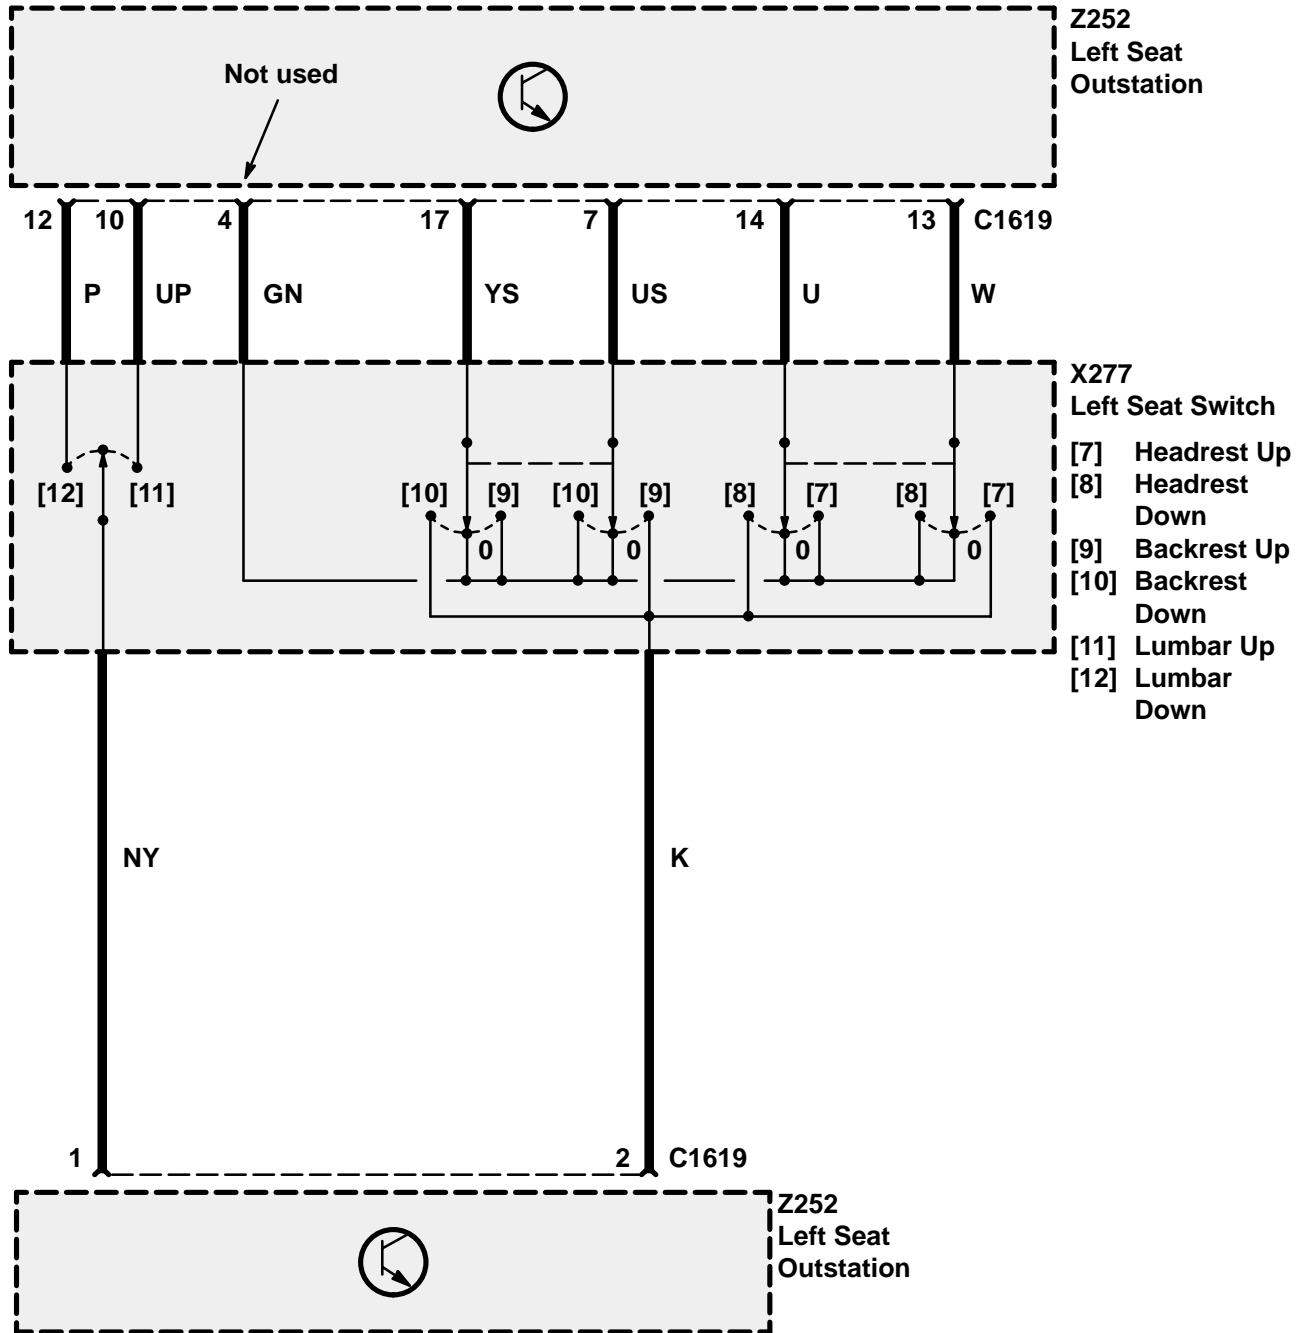 Z252
Left Seat
Outstation
Not used
12 10 4 17 7 14 13 C1619
P UP GN YS US U W
X277
Left Seat Switch
[7] Headrest Up
[8] Headrest
Down
[9] Backrest Up
[10] Backrest
Down
[11] Lumbar Up
[12] Lumbar
Down
[12] [11] [10] [9] [10] [9] [8] [7] [8] [7]
0 0 0 0
NY K
1 2 C1619
Z252
Left Seat
Outstation